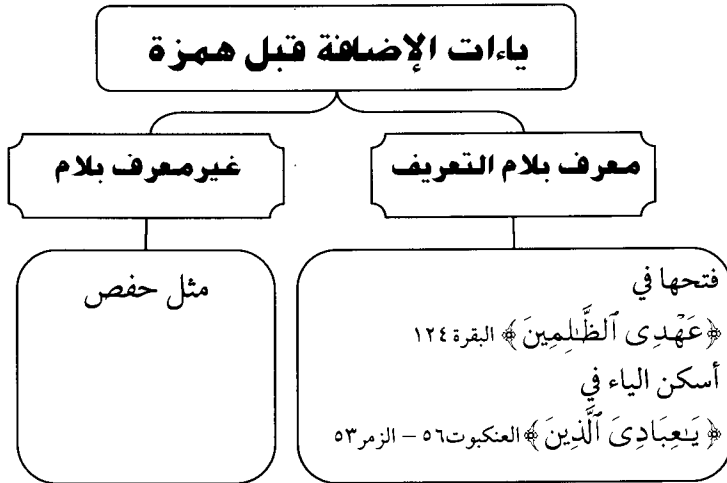 ياءات الإضافة قبل همزة
معرف بلام التعريف
غير معرف بلام
فتحها في
﴿عَهْدِى ٱلظَّٰلِمِينَ﴾ البقرة ١٢٤
أسكن الياء في
﴿يَٰعِبَادِىَ ٱلَّذِينَ﴾ العنكبوت٥٦ – الزمر٥٣
مثل حفص